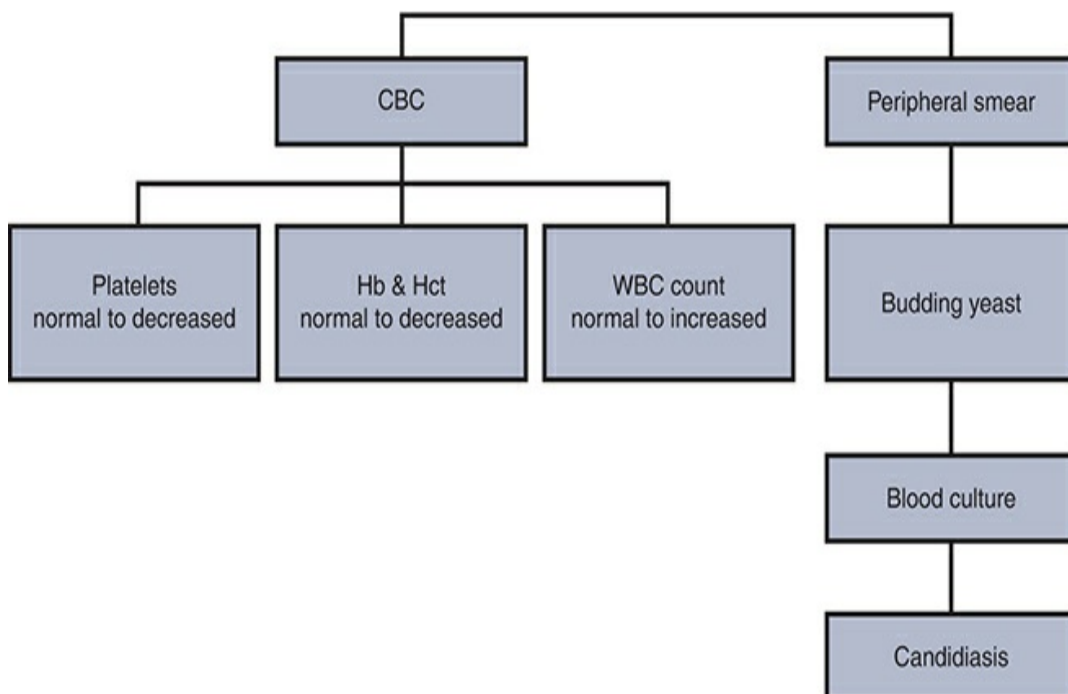 CBC
Peripheral smear
Platelets
normal to decreased
Hb & Hct
normal to decreased
WBC count
normal to increased
Budding yeast
Blood culture
Candidiasis